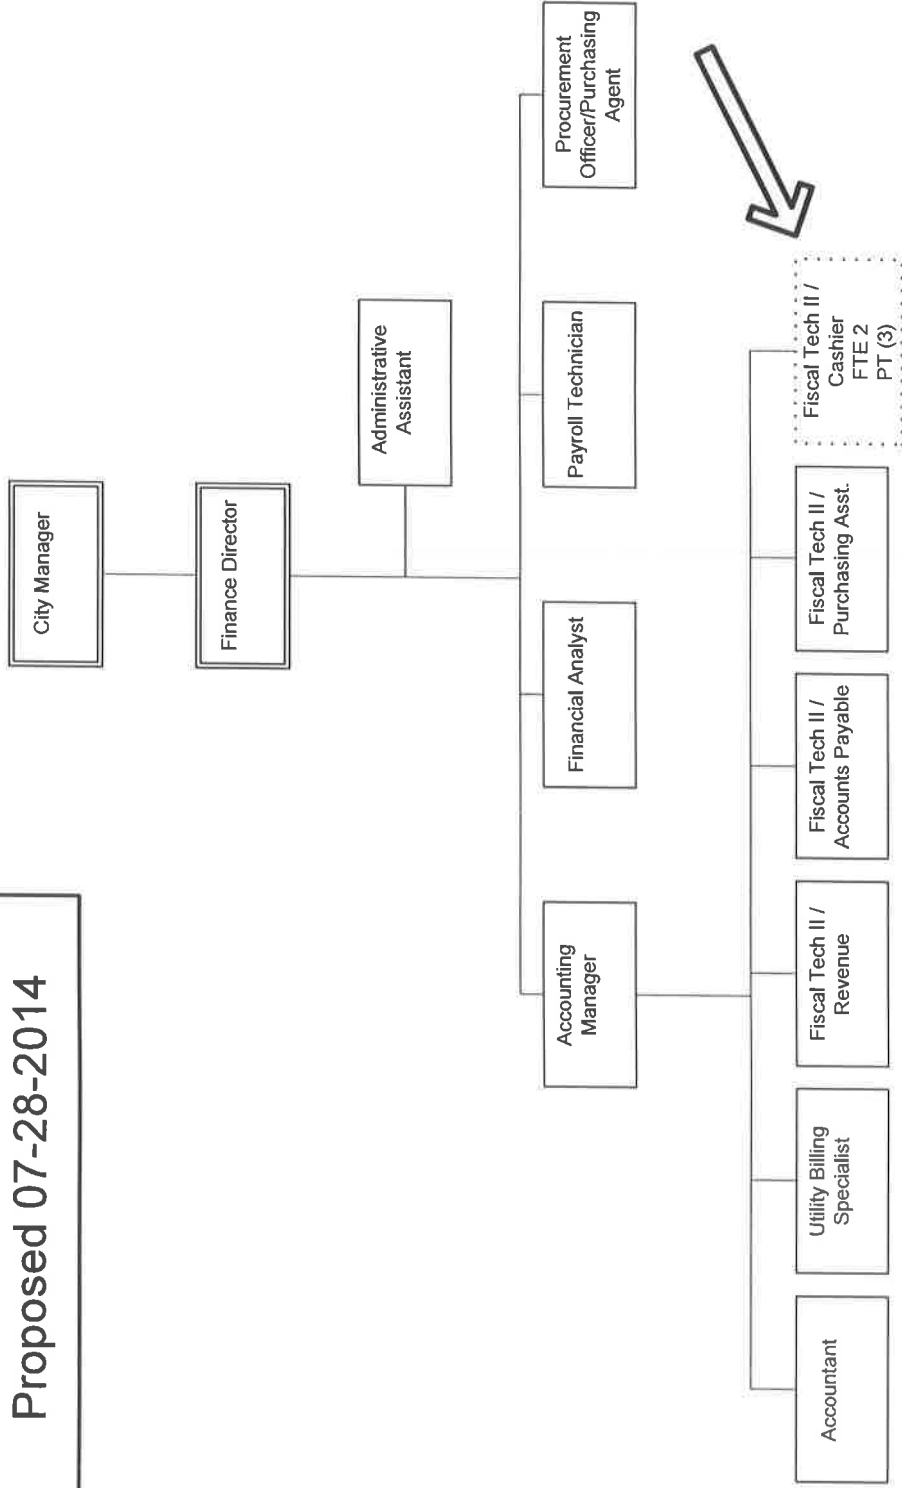 Proposed 07-28-2014
City Manager
Finance Director
Administrative
Assistant
Accounting
Manager
Financial Analyst
Payroll Technician
Procurement
Officer/Purchasing
Agent
Accountant
Utility Billing
Specialist
Fiscal Tech II /
Revenue
Fiscal Tech II /
Accounts Payable
Fiscal Tech II /
Purchasing Asst.
Fiscal Tech II /
Cashier
FTE 2
PT (3)